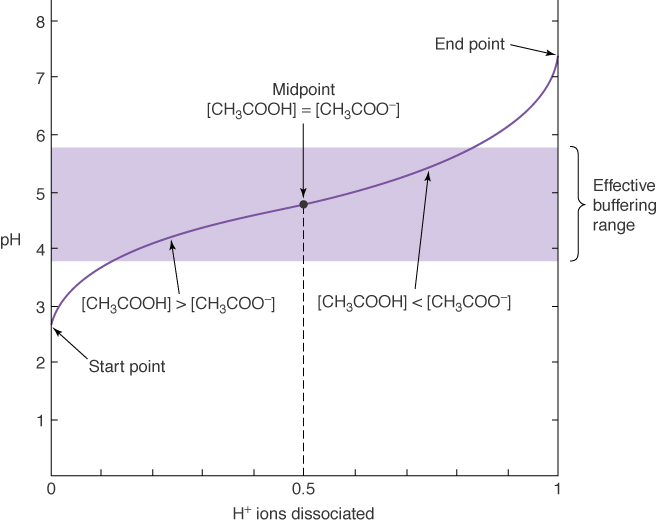 8
End point
7
Midpoint
[CH₃COOH] = [CH₃COO⁻]
6
Effective
buffering
range
5
pH
4
[CH₃COOH] > [CH₃COO⁻]
[CH₃COOH] < [CH₃COO⁻]
3
Start point
2
1
0
0.5
1
H⁺ ions dissociated